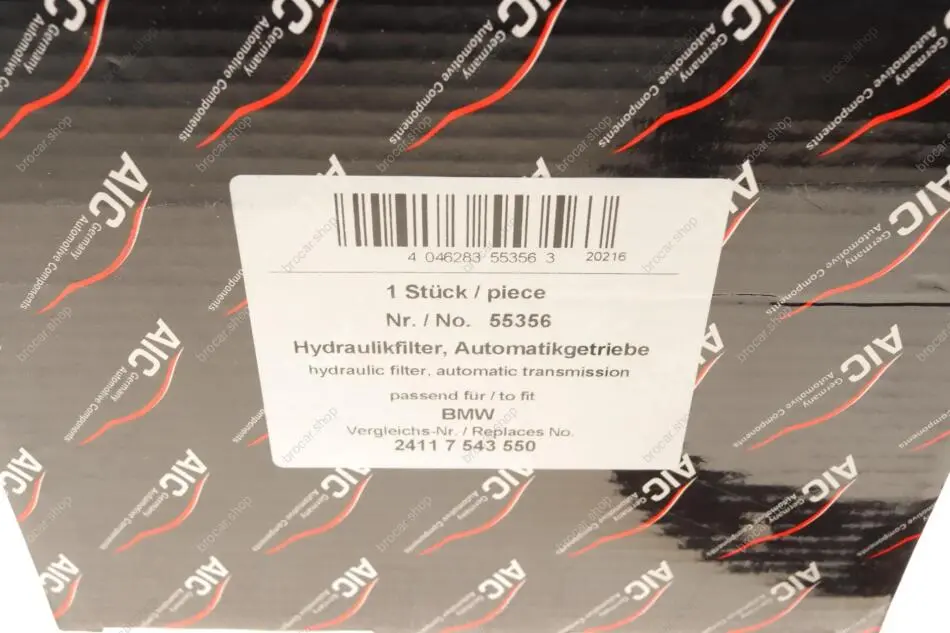 AIC
Germany
Automotive Components
brocar.shop
4 046283 55356 3 20216
1 Stück / piece
Nr. / No. 55356
Hydraulikfilter, Automatikgetriebe
hydraulic filter, automatic transmission
passend für / to fit
BMW
Vergleichs-Nr. / Replaces No.
2411 7 543 550